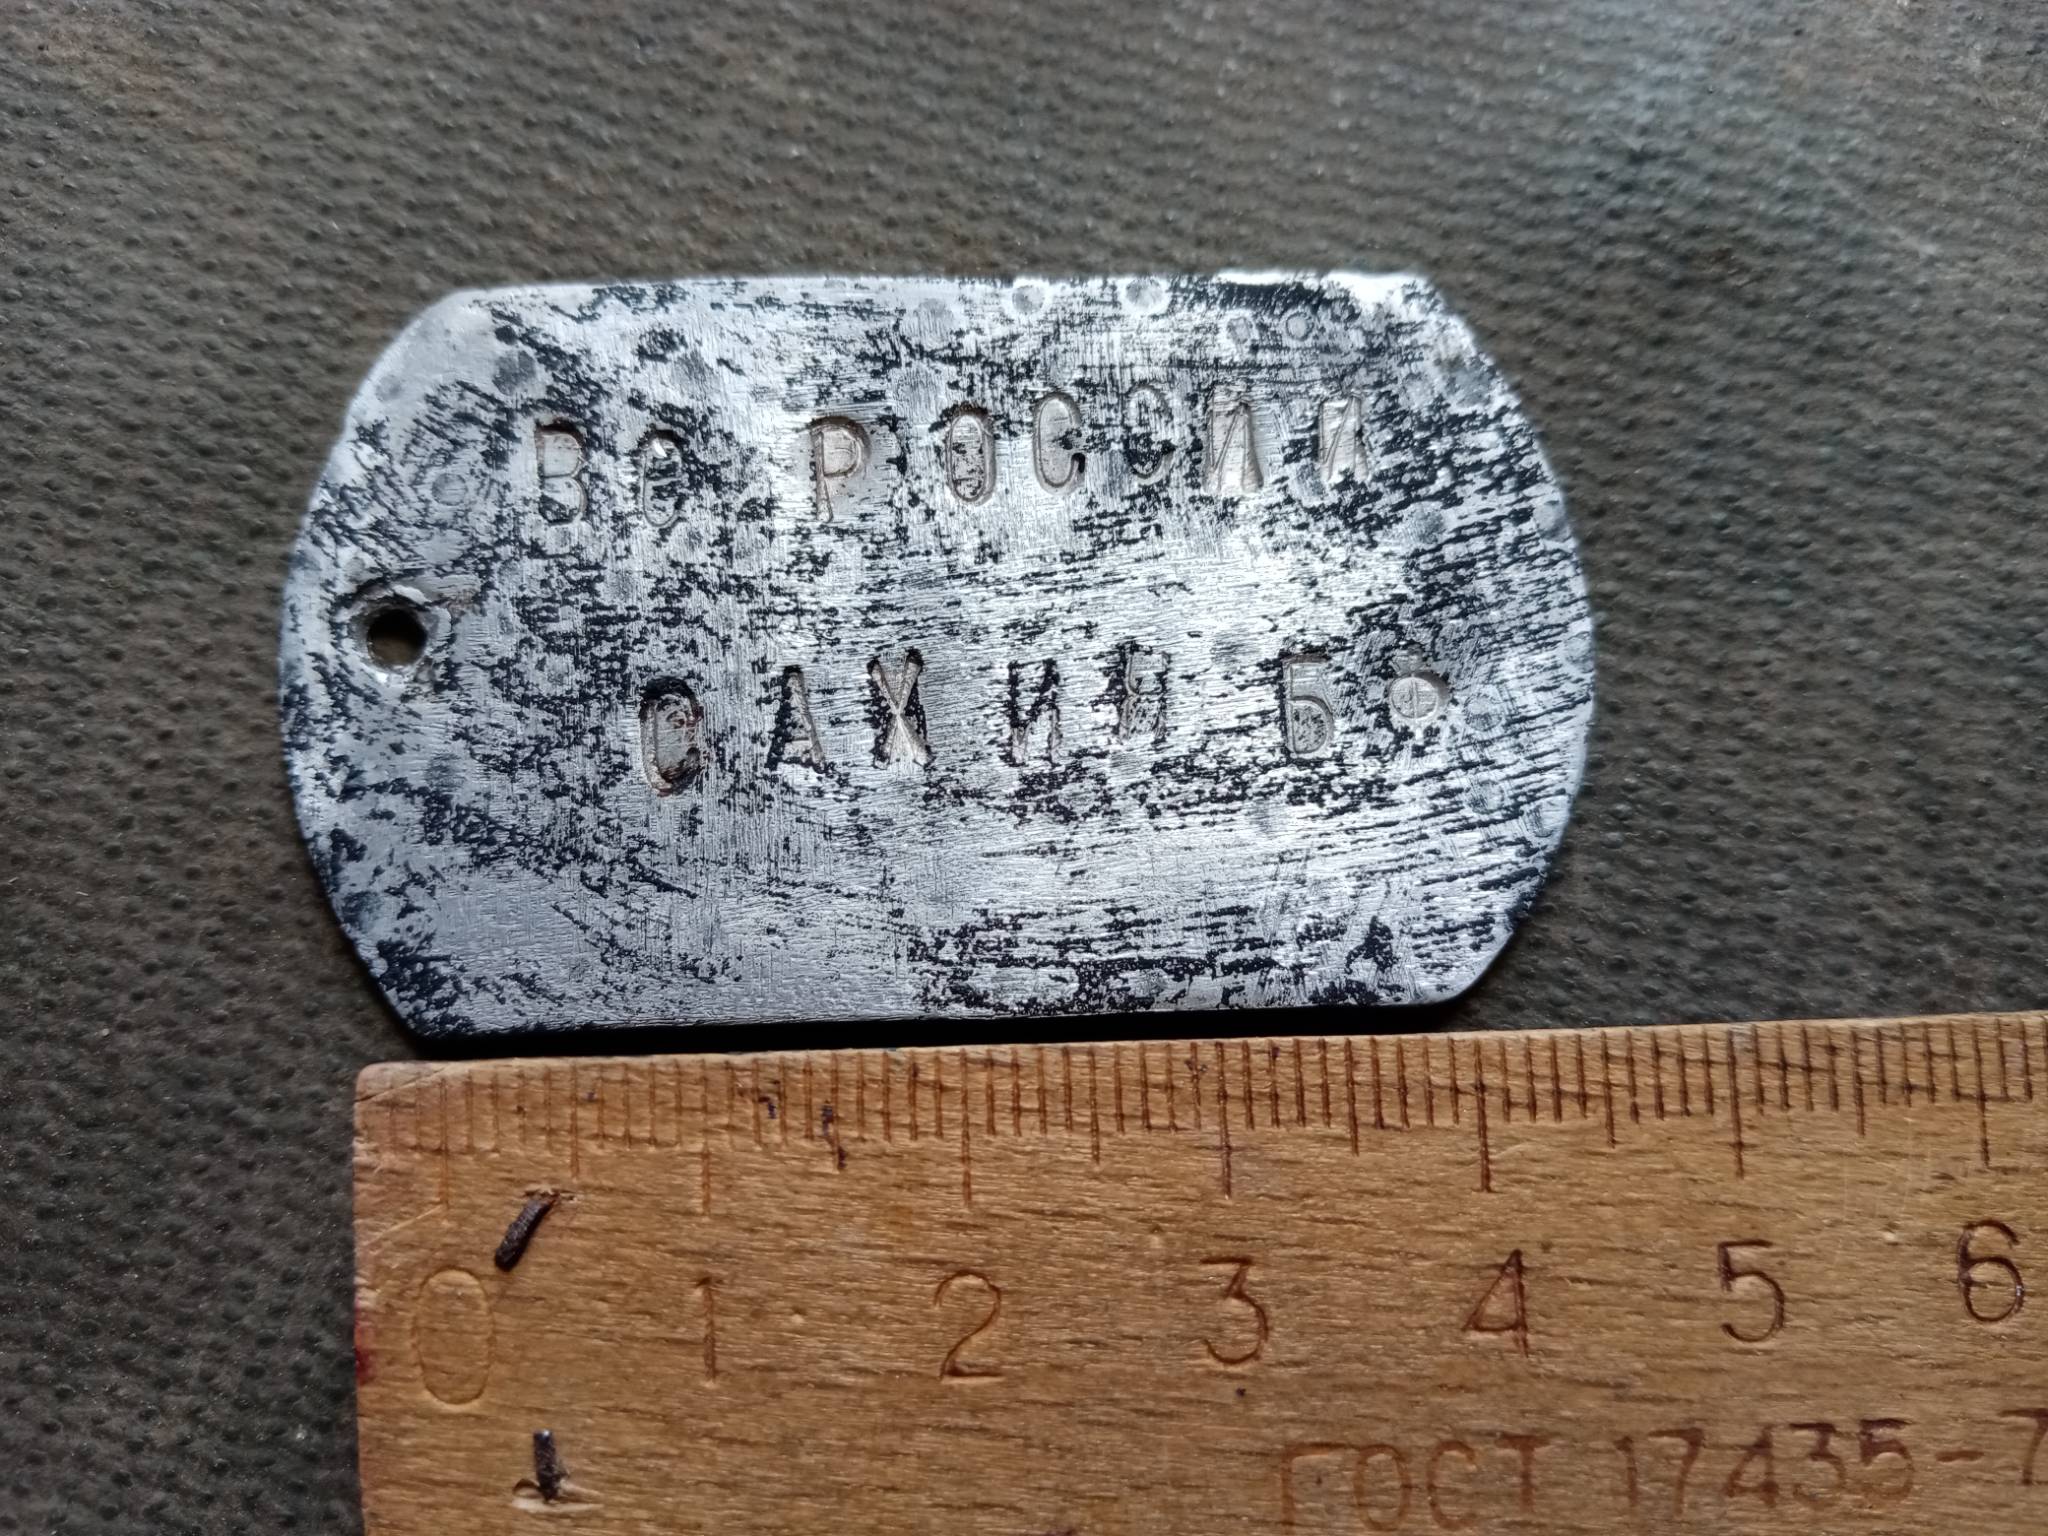 ВС РОССИИ
САХИН БФ
0 1 2 3 4 5 6
ГОСТ 17435-7